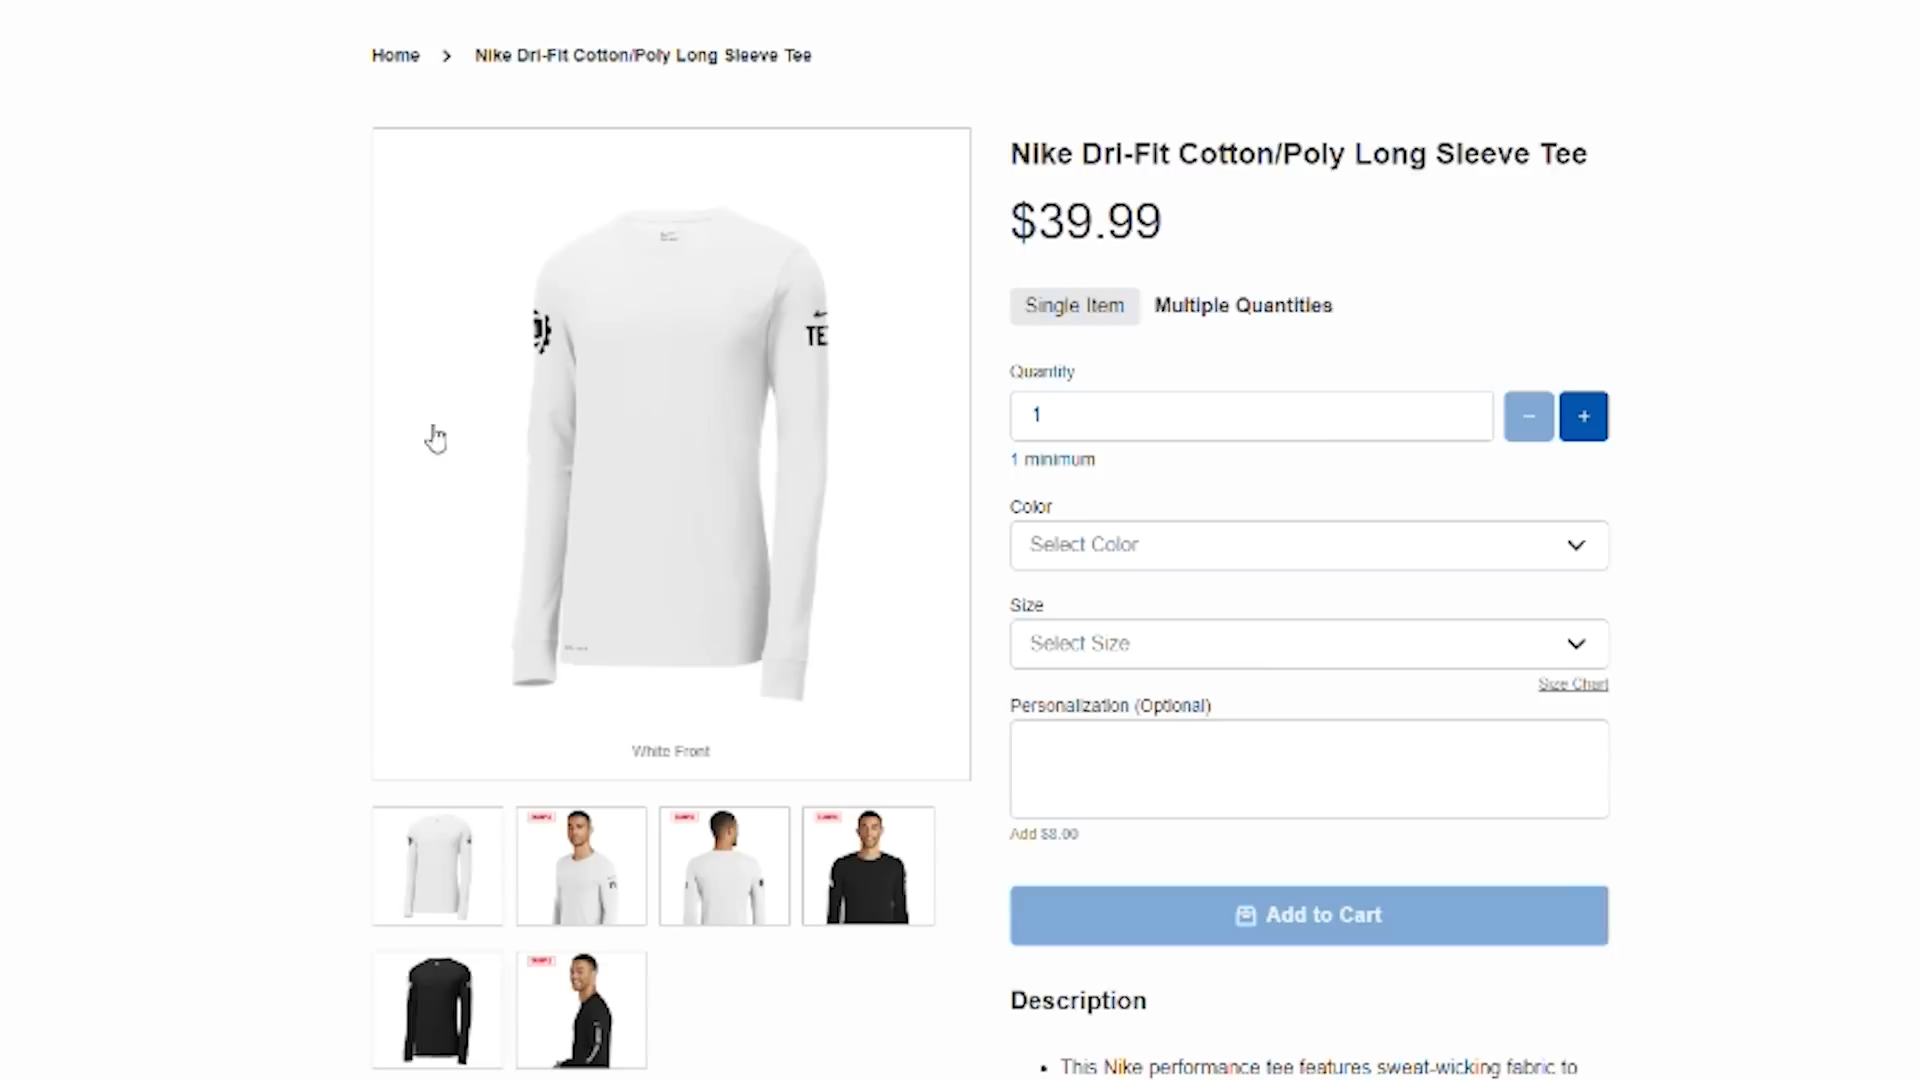 Home > Nike Dri-Fit Cotton/Poly Long Sleeve Tee
TE
White Front
Nike Dri-Fit Cotton/Poly Long Sleeve Tee
$39.99
Single Item Multiple Quantities
Quantity
1
1 minimum
Color
Select Color
Size
Select Size
Size Chart
Personalization (Optional)
Add $8.00
Add to Cart
Description
• This Nike performance tee features sweat-wicking fabric to